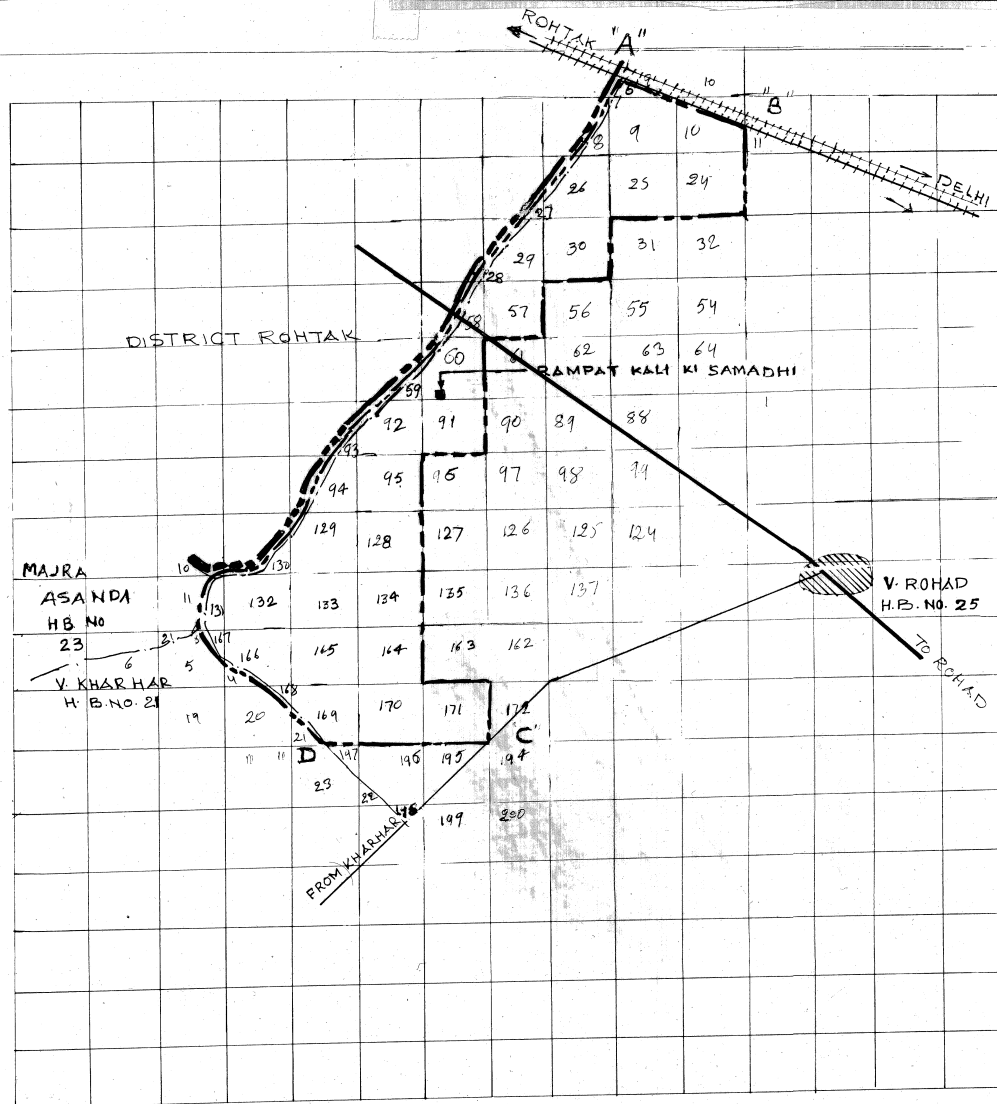 ROHTAK
"A"
9 10
"B"
6
7
8 9 10 11
DELHI
26 25 24
27
29 30 31 32
28
57 56 55 54
58
DISTRICT ROHTAK
60 61 62 63 64
RAMPAT KALI KI SAMADHI
59
92 91 90 89 88
93
94 95 96 97 98 99
129 128 127 126 125 124
10 130
MAJRA
ASANDA
H.B. NO
23
11 131 132 133 134 135 136 137
V. ROHAD
H.B. NO. 25
21 3 167
6 5 166 165 164 163 162
4
TO ROHAD
V. KHARHAR
H.B. NO. 21
168
19 20 169 170 171 172
21
D
C"
197 196 195 194
23
22
198
199 200
FROM KHARHAR